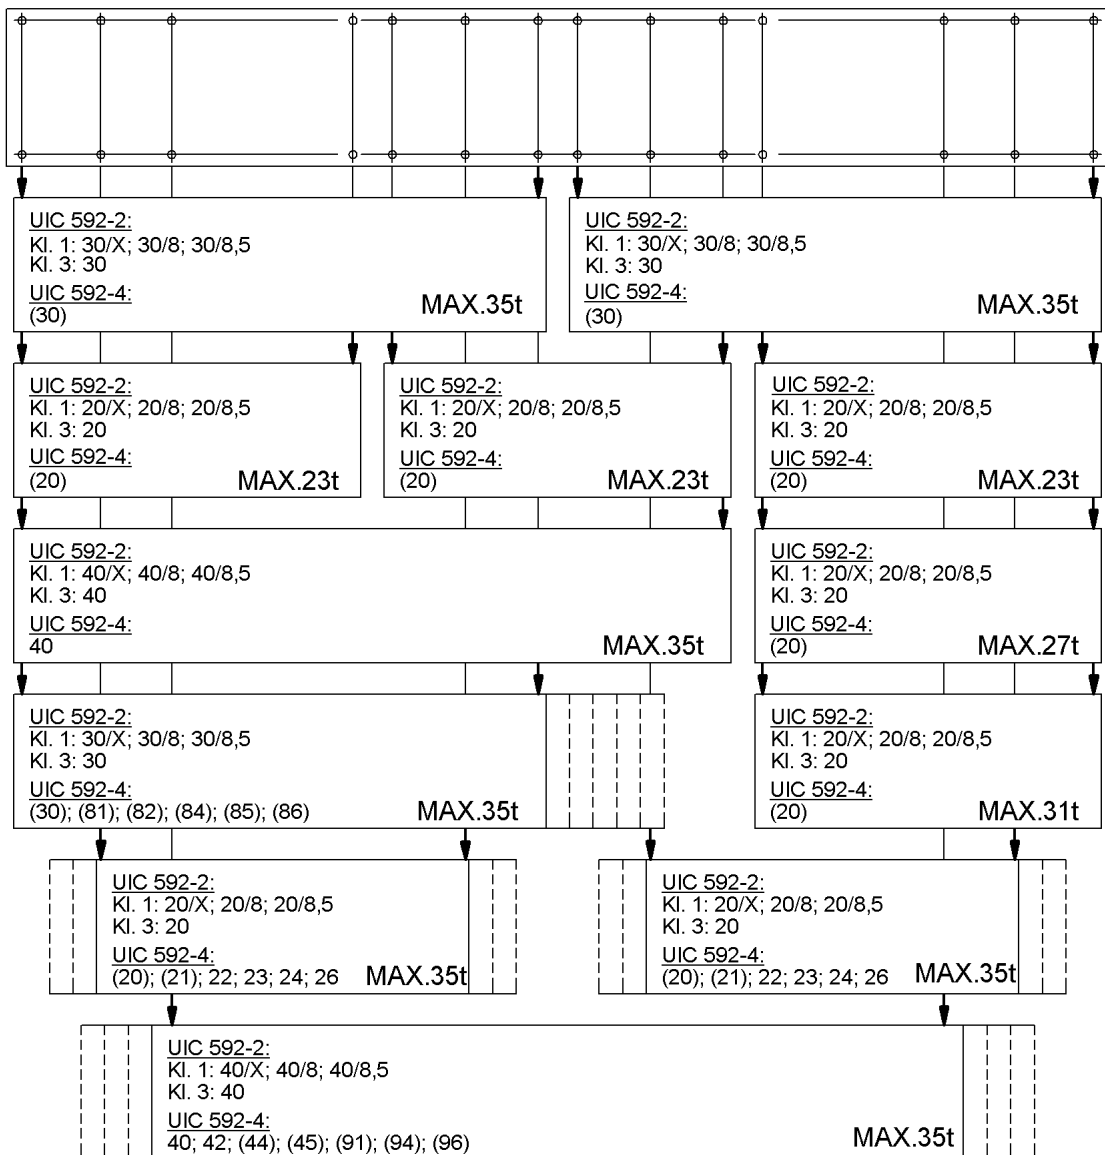 UIC 592-2:
Kl. 1: 30/X; 30/8; 30/8,5
Kl. 3: 30
UIC 592-4:
(30)
MAX.35t
UIC 592-2:
Kl. 1: 30/X; 30/8; 30/8,5
Kl. 3: 30
UIC 592-4:
(30)
MAX.35t
UIC 592-2:
Kl. 1: 20/X; 20/8; 20/8,5
Kl. 3: 20
UIC 592-4:
(20)
MAX.23t
UIC 592-2:
Kl. 1: 20/X; 20/8; 20/8,5
Kl. 3: 20
UIC 592-4:
(20)
MAX.23t
UIC 592-2:
Kl. 1: 20/X; 20/8; 20/8,5
Kl. 3: 20
UIC 592-4:
(20)
MAX.23t
UIC 592-2:
Kl. 1: 40/X; 40/8; 40/8,5
Kl. 3: 40
UIC 592-4:
40
MAX.35t
UIC 592-2:
Kl. 1: 20/X; 20/8; 20/8,5
Kl. 3: 20
UIC 592-4:
(20)
MAX.27t
UIC 592-2:
Kl. 1: 30/X; 30/8; 30/8,5
Kl. 3: 30
UIC 592-4:
(30); (81); (82); (84); (85); (86)
MAX.35t
UIC 592-2:
Kl. 1: 20/X; 20/8; 20/8,5
Kl. 3: 20
UIC 592-4:
(20)
MAX.31t
UIC 592-2:
Kl. 1: 20/X; 20/8; 20/8,5
Kl. 3: 20
UIC 592-4:
(20); (21); 22; 23; 24; 26
MAX.35t
UIC 592-2:
Kl. 1: 20/X; 20/8; 20/8,5
Kl. 3: 20
UIC 592-4:
(20); (21); 22; 23; 24; 26
MAX.35t
UIC 592-2:
Kl. 1: 40/X; 40/8; 40/8,5
Kl. 3: 40
UIC 592-4:
40; 42; (44); (45); (91); (94); (96)
MAX.35t